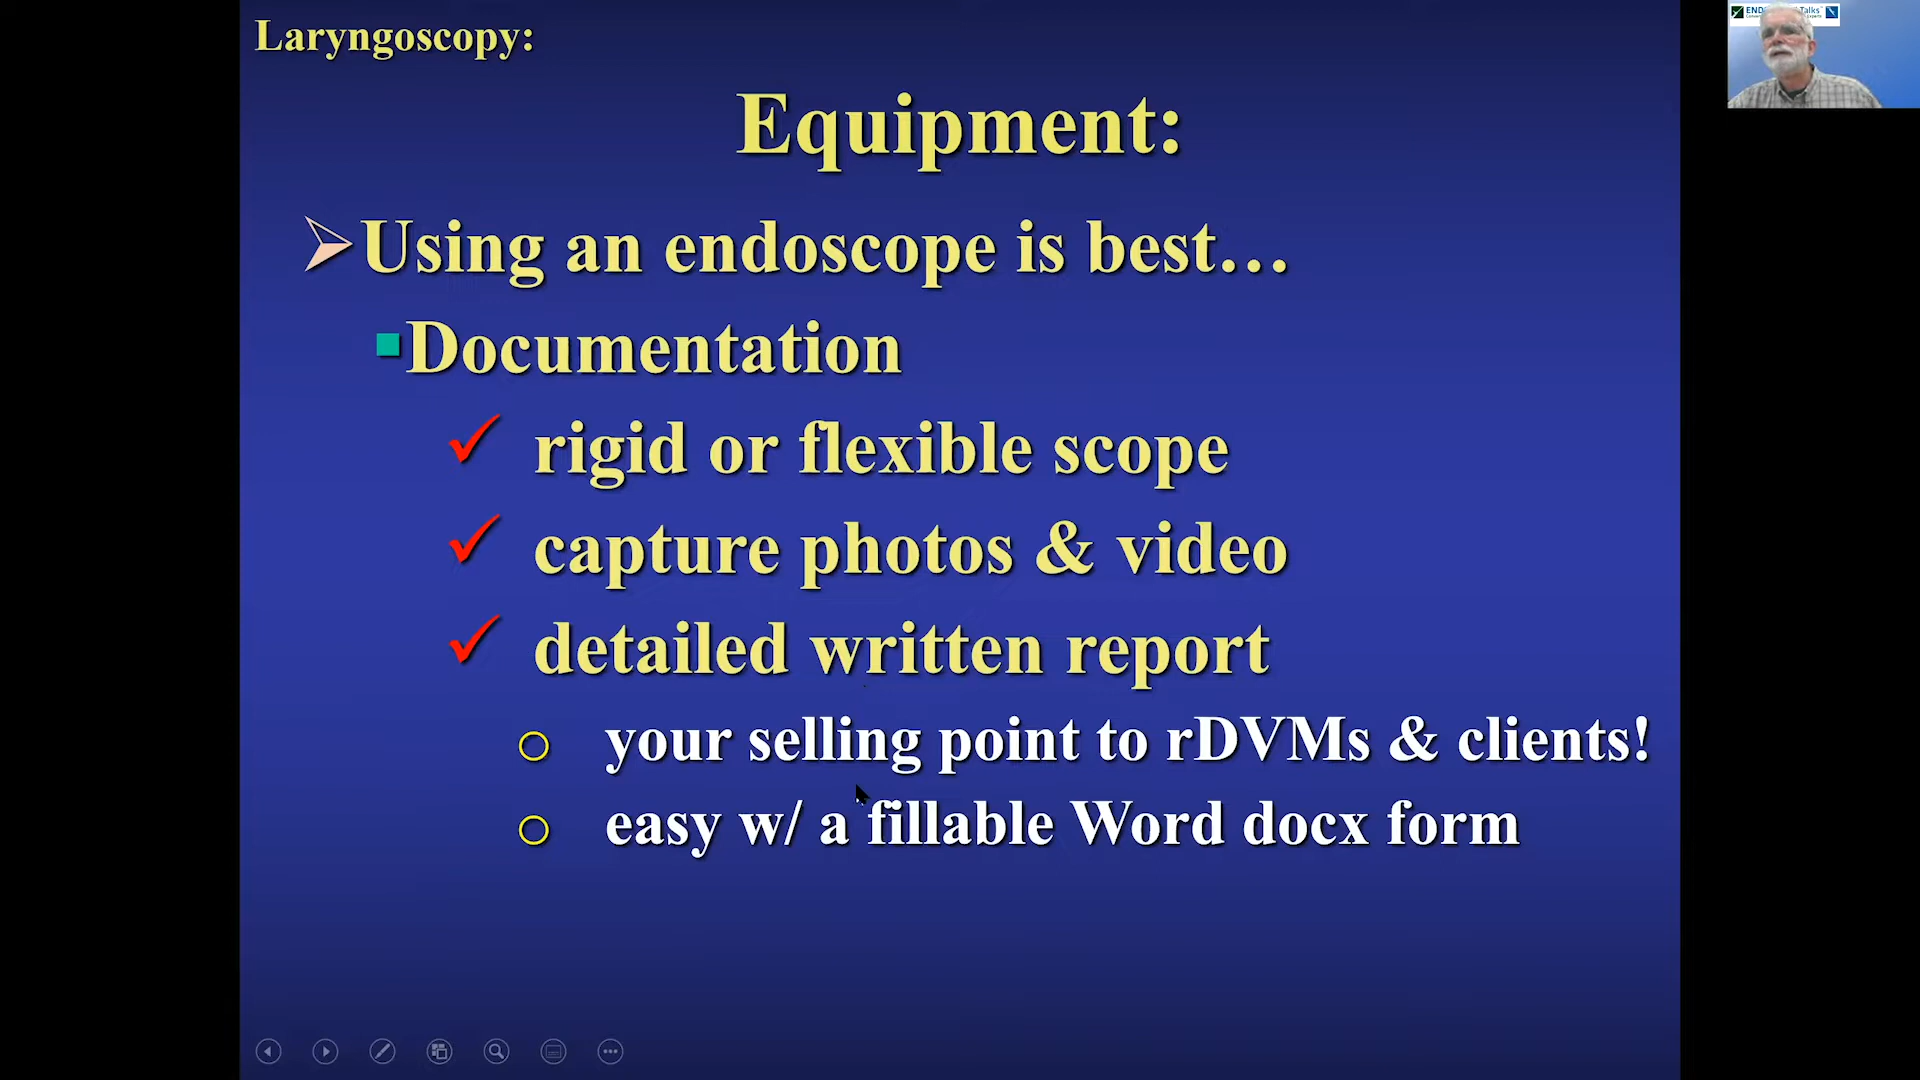 Laryngoscopy:
Equipment:
Using an endoscope is best…
Documentation
rigid or flexible scope
capture photos & video
detailed written report
your selling point to rDVMs & clients!
easy w/ a fillable Word docx form